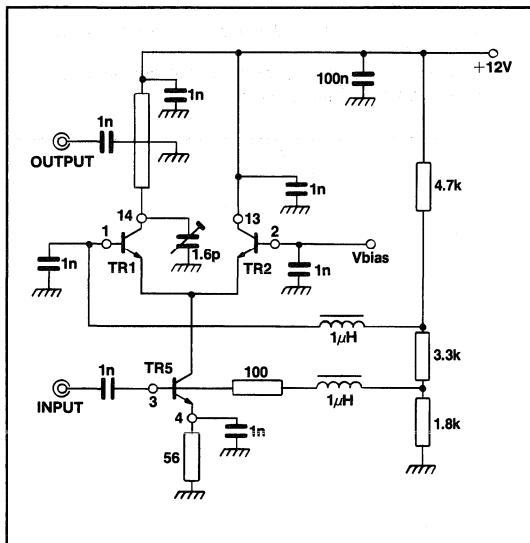 +12V
100n
1n
1n
OUTPUT
4.7k
1n
14
13
1
2
1.6p
1n
TR1
TR2
Vbias
1n
1µH
3.3k
1n
TR5
100
INPUT
3
1µH
4
1n
1.8k
56